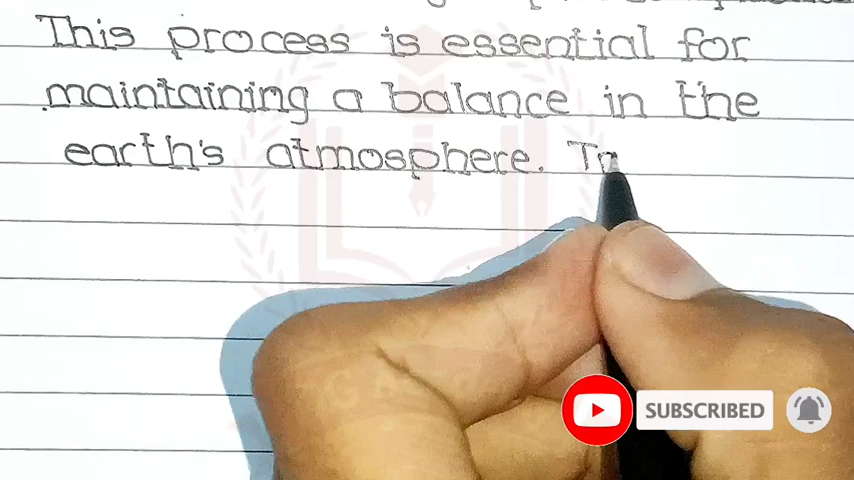 This process is essential for
maintaining a balance in the
earth's atmosphere.
SUBSCRIBED